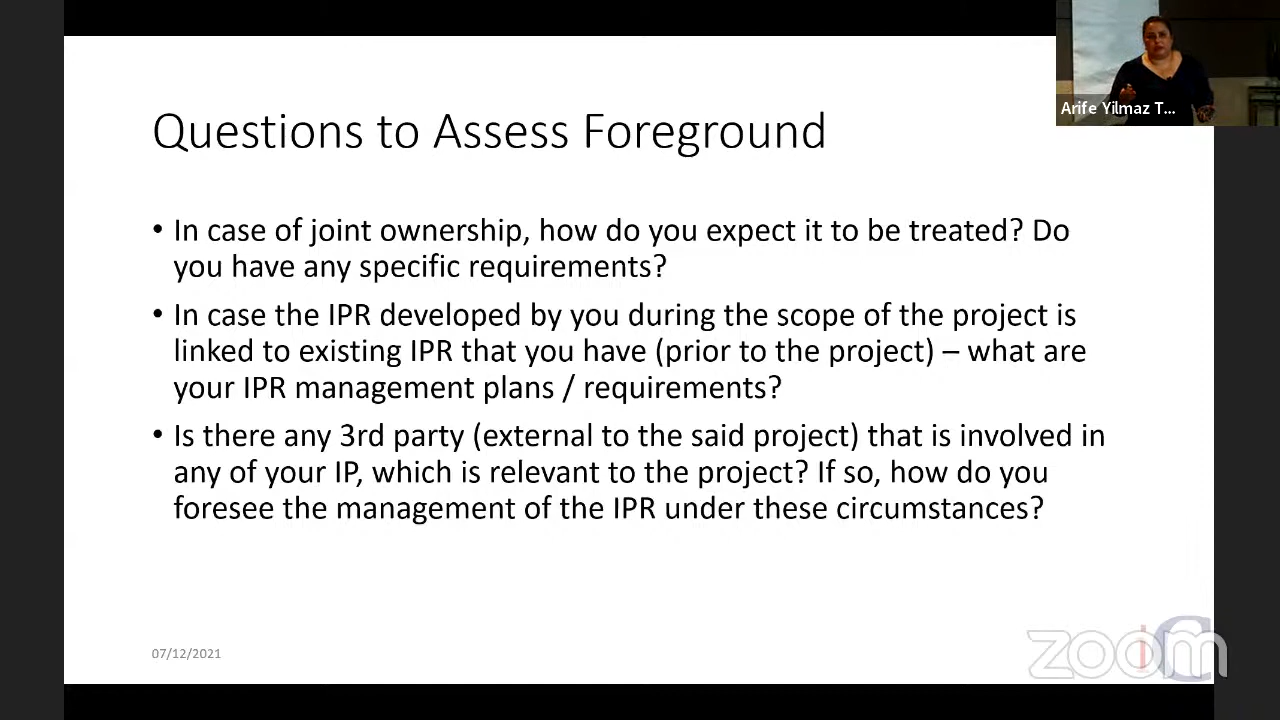 Arife Yilmaz T...
Questions to Assess Foreground
• In case of joint ownership, how do you expect it to be treated? Do
you have any specific requirements?
• In case the IPR developed by you during the scope of the project is
linked to existing IPR that you have (prior to the project) – what are
your IPR management plans / requirements?
• Is there any 3rd party (external to the said project) that is involved in
any of your IP, which is relevant to the project? If so, how do you
foresee the management of the IPR under these circumstances?
07/12/2021
zoom